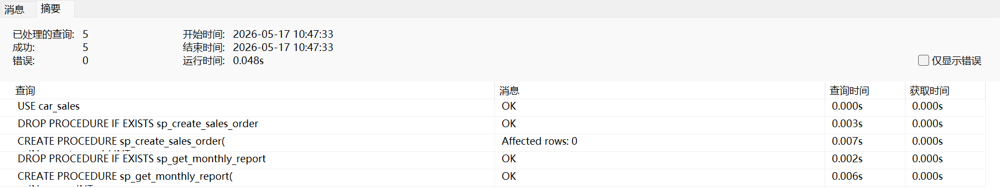 消息 摘要
已处理的查询: 5 开始时间: 2026-05-17 10:47:33
成功: 5 结束时间: 2026-05-17 10:47:33
错误: 0 运行时间: 0.048s
仅显示错误
查询 消息 查询时间 获取时间
USE car_sales OK 0.000s 0.000s
DROP PROCEDURE IF EXISTS sp_create_sales_order OK 0.003s 0.000s
CREATE PROCEDURE sp_create_sales_order( Affected rows: 0 0.007s 0.000s
DROP PROCEDURE IF EXISTS sp_get_monthly_report OK 0.002s 0.000s
CREATE PROCEDURE sp_get_monthly_report( OK 0.006s 0.000s